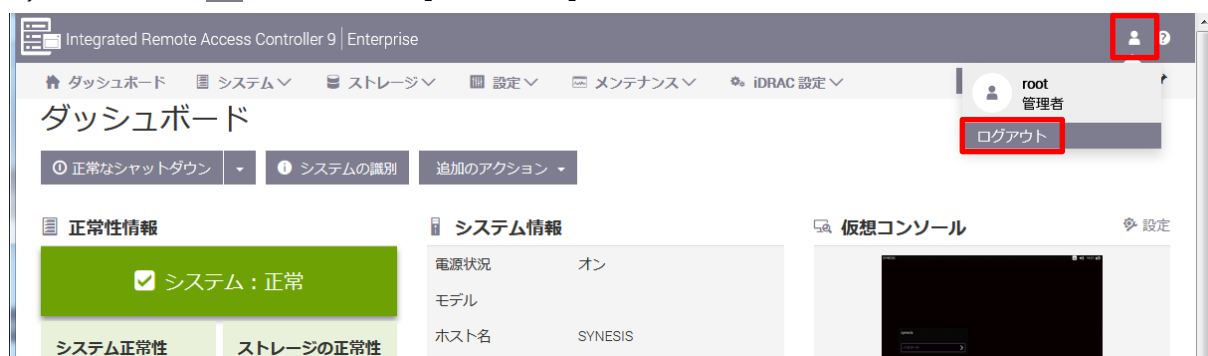 Integrated Remote Access Controller 9 | Enterprise
ダッシュボード システム ストレージ 設定 メンテナンス iDRAC 設定
root
管理者
ログアウト
ダッシュボード
正常なシャットダウン システムの識別 追加のアクション
正常性情報
システム：正常
システム正常性 ストレージの正常性
システム情報
電源状況 オン
モデル
ホスト名 SYNESIS
仮想コンソール 設定